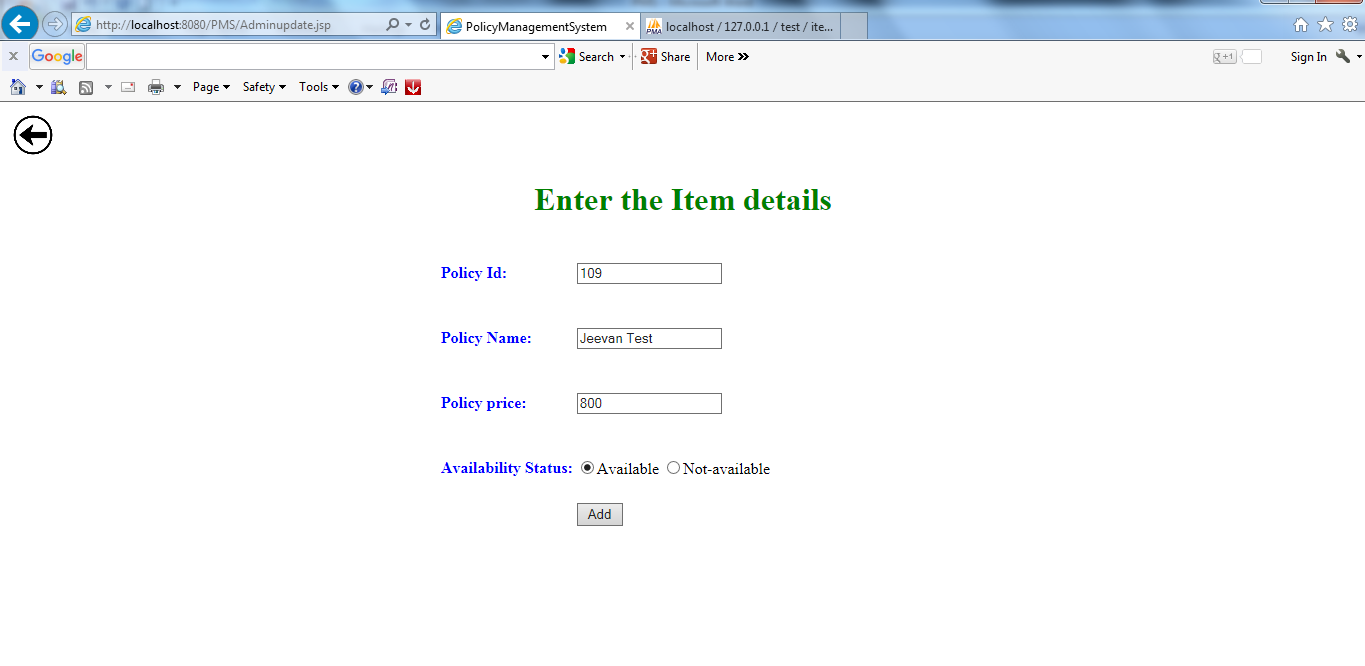 http://localhost:8080/PMS/Adminupdate.jsp PolicyManagementSystem localhost / 127.0.0.1 / test / ite...
x Google Search Share More » g +1 Sign In
Page Safety Tools
Enter the Item details
Policy Id: 109
Policy Name: Jeevan Test
Policy price: 800
Availability Status: Available Not-available
Add